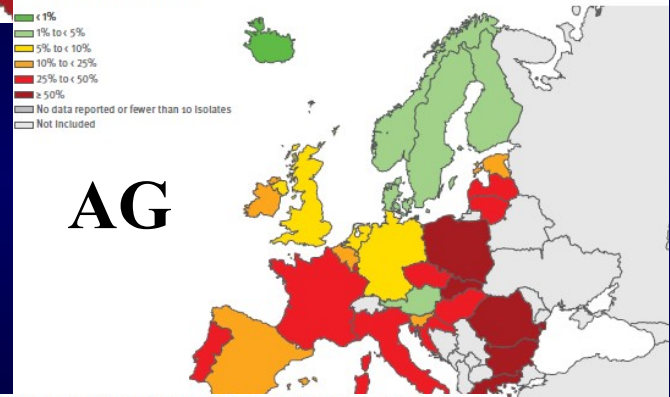 < 1%
1% to < 5%
5% to < 10%
10% to < 25%
25% to < 50%
≥ 50%
No data reported or fewer than 10 isolates
Not included
AG